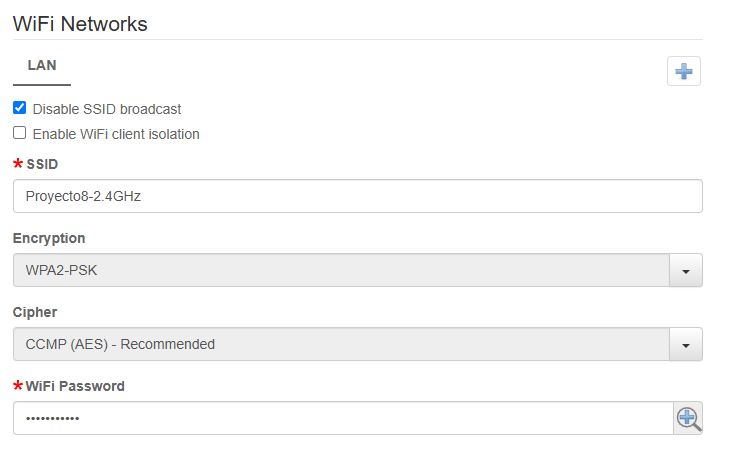 WiFi Networks
LAN
Disable SSID broadcast
Enable WiFi client isolation
* SSID
Proyecto8-2.4GHz
Encryption
WPA2-PSK
Cipher
CCMP (AES) - Recommended
* WiFi Password
•••••••••••